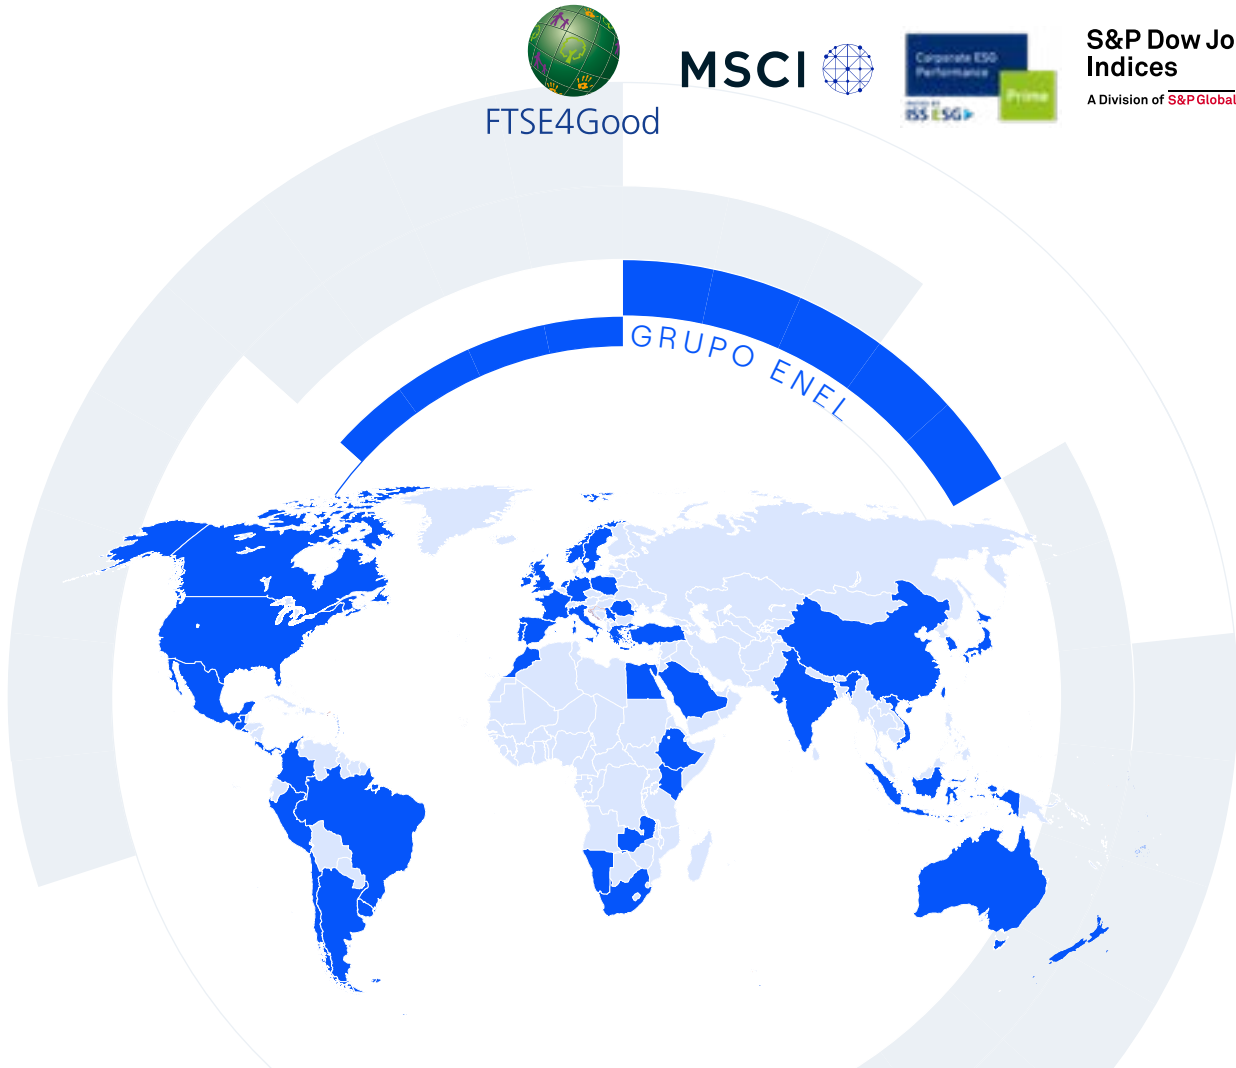 FTSE4Good
MSCI
Corporate ESG
Performance
Prime
ISS ESG
S&P Dow Jo
Indices
A Division of S&P Global
GRUPO ENEL